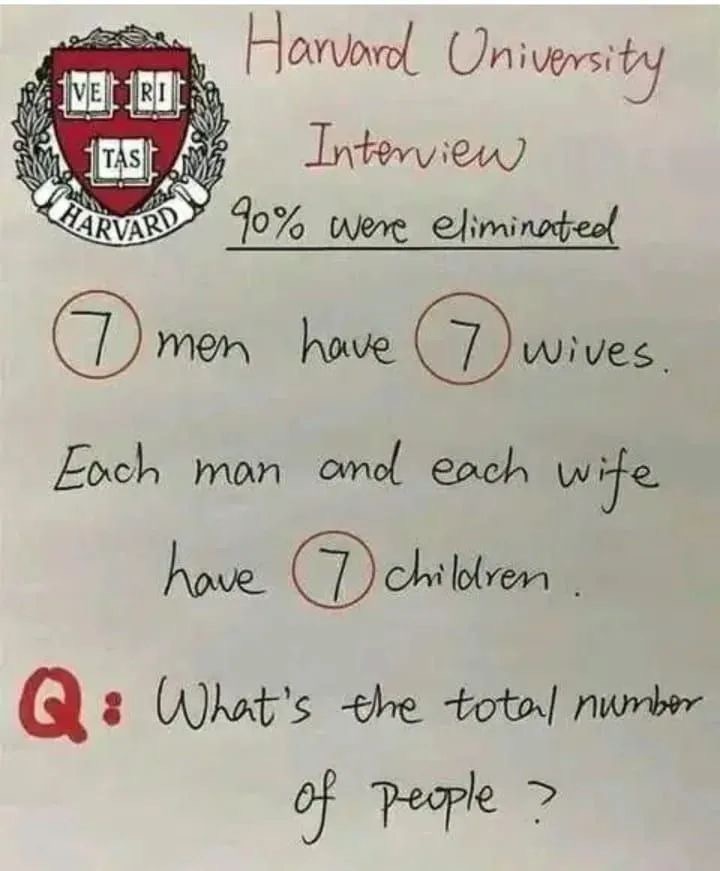 Harvard University
VE RI
TAS
HARVARD
Interview
90% were eliminated
7 men have 7 wives.
Each man and each wife
have 7 children.
Q: What's the total number
of people?